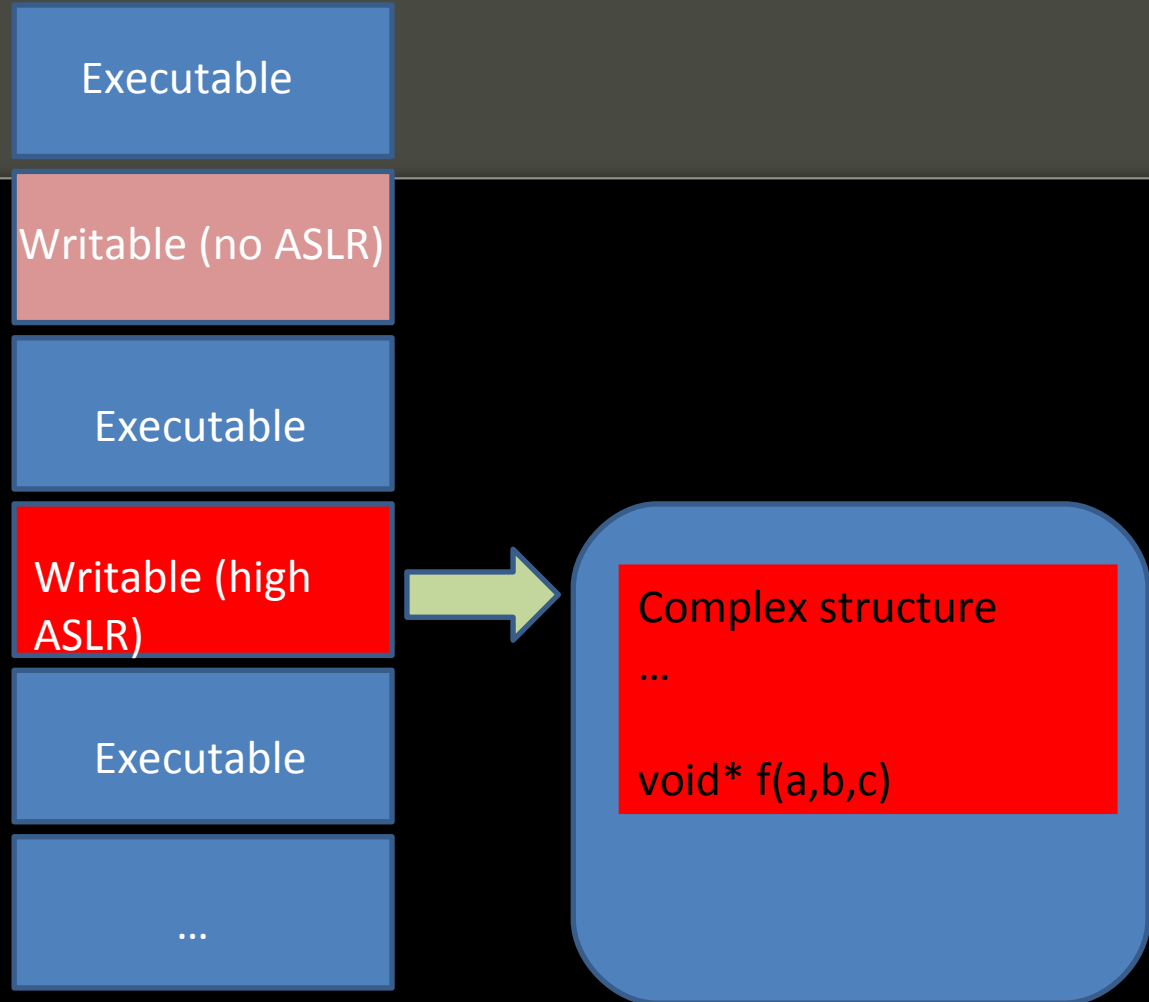 Executable
Writable (no ASLR)
Executable
Writable (high
ASLR)
Executable
...
Complex structure
...
void* f(a,b,c)